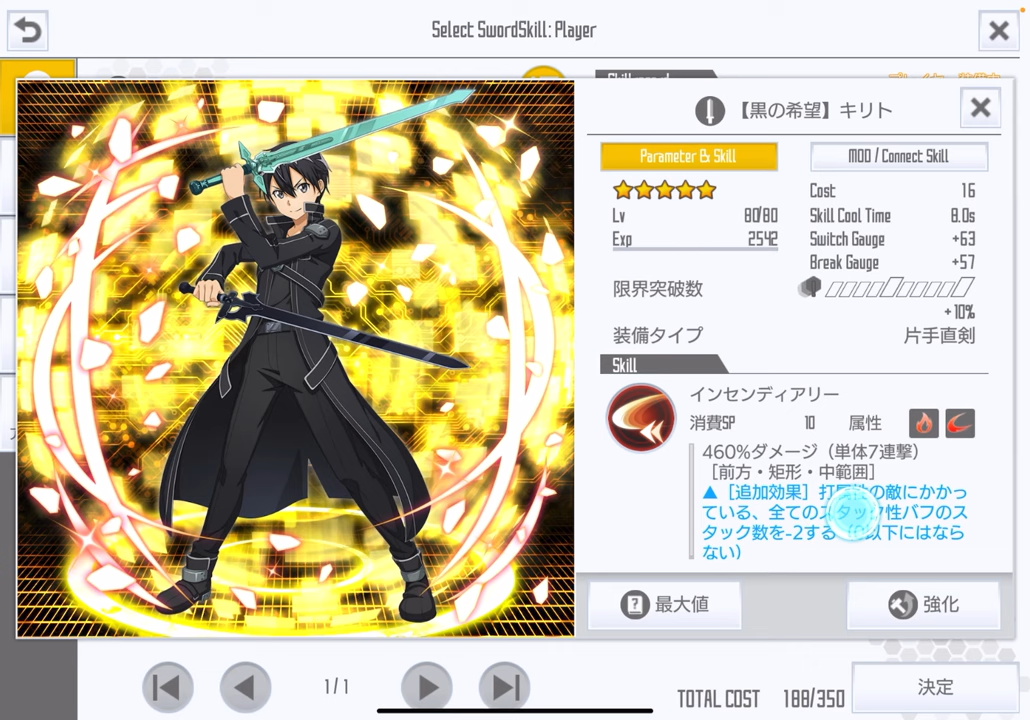 Select SwordSkill: Player
【黒の希望】キリト
Parameter & Skill
MOD / Connect Skill
Lv 80/80
Exp 2542
Cost 16
Skill Cool Time 8.0s
Switch Gauge +63
Break Gauge +57
限界突破数
+10%
装備タイプ 片手直剣
Skill
インセンディアリー
消費SP 10 属性
460%ダメージ（単体7連撃）
［前方・矩形・中範囲］
▲［追加効果］打 の敵にかかっ
ている、全てのスタック性バフのス
タック数を-2する 以下にはなら
ない）
最大値
強化
1/1
TOTAL COST 188/350
決定